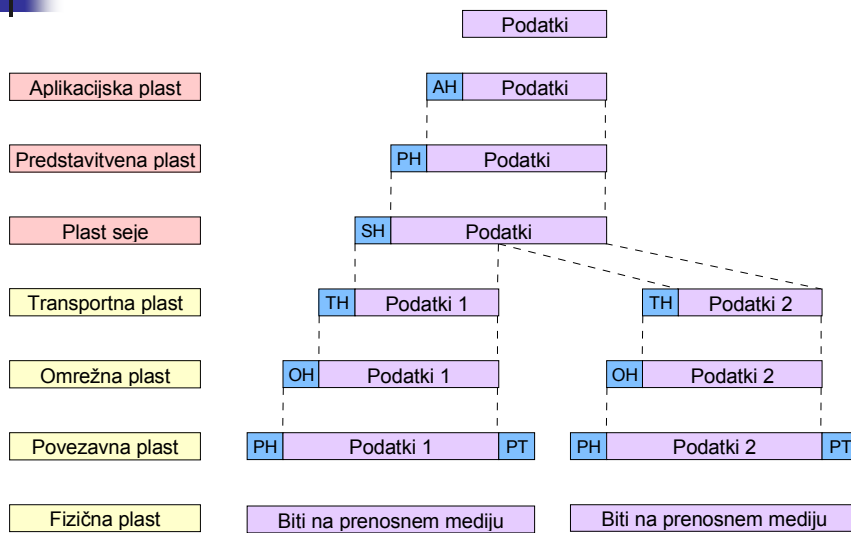 Podatki
Aplikacijska plast AH Podatki
Predstavitvena plast PH Podatki
Plast seje SH Podatki
Transportna plast TH Podatki 1 TH Podatki 2
Omrežna plast OH Podatki 1 OH Podatki 2
Povezavna plast PH Podatki 1 PT PH Podatki 2 PT
Fizična plast Biti na prenosnem mediju Biti na prenosnem mediju